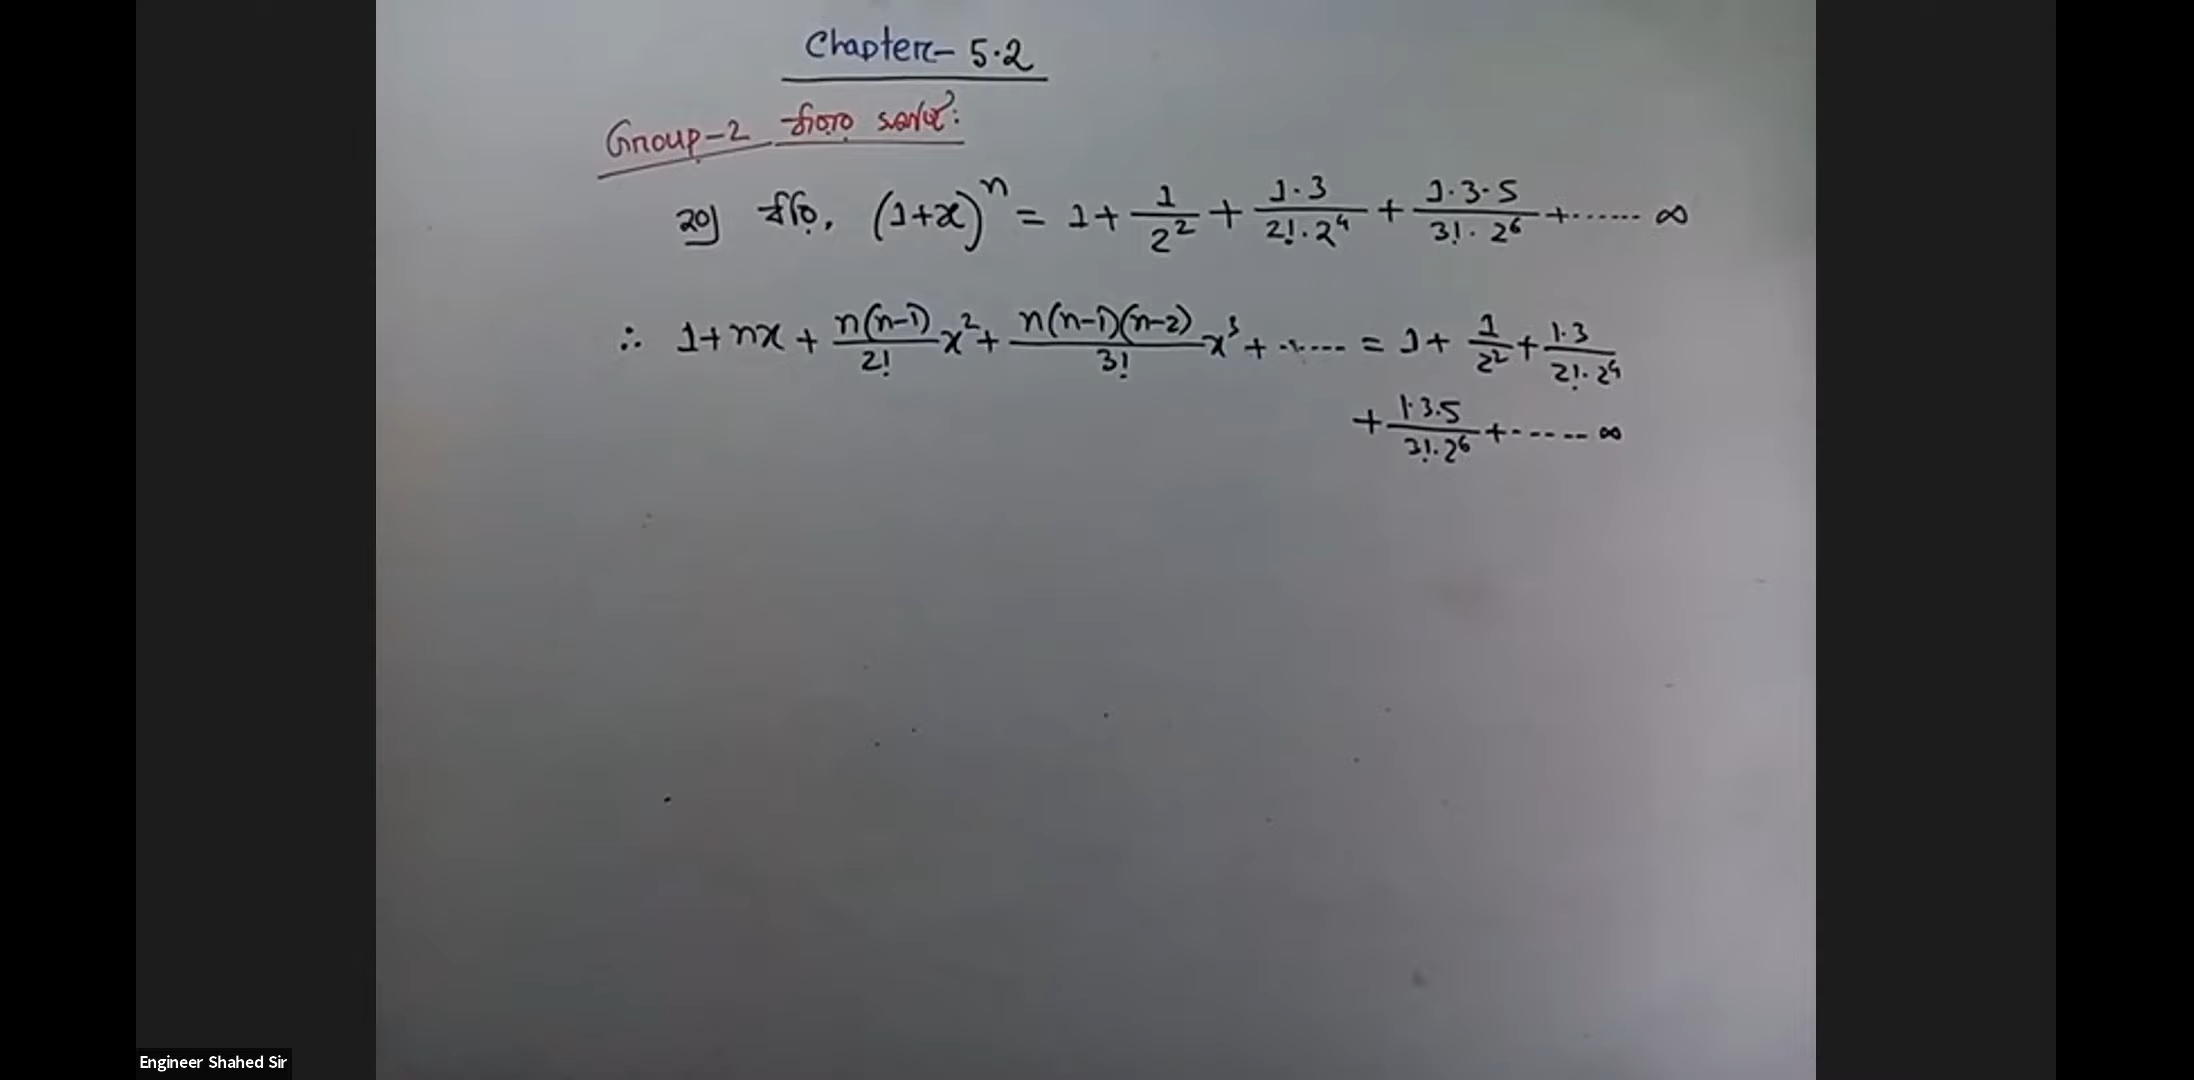 Chapter- 5.2
Group-2
২০) ধরি, (1+x)^n = 1 + 1/2^2 + 1·3/2!·2^4 + 1·3·5/3!·2^6 + ...... ∞
∴ 1 + nx + n(n-1)/2! x^2 + n(n-1)(n-2)/3! x^3 + ...... = 1 + 1/2^2 + 1·3/2!·2^4
+ 1·3·5/3!·2^6 + ...... ∞
Engineer Shahed Sir